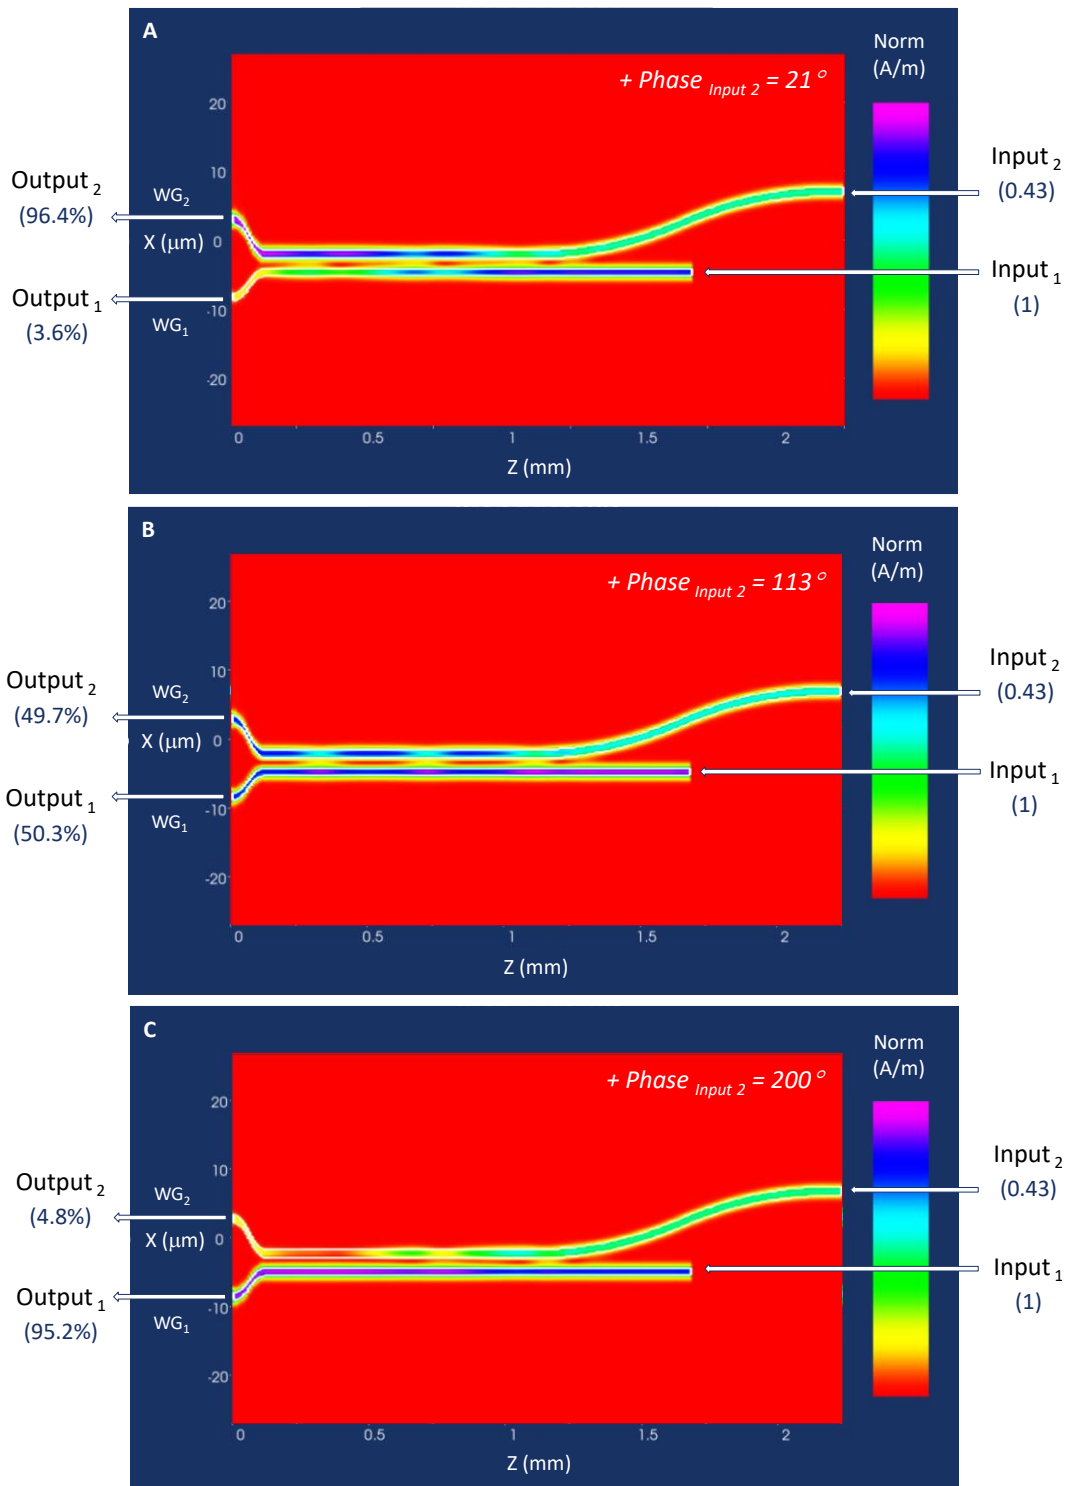 A
Norm
(A/m)
+ Phase Input 2 = 21°
20
10
0
-10
-20
X (μm)
WG2
WG1
Output 2
(96.4%)
Output 1
(3.6%)
Input 2
(0.43)
Input 1
(1)
0 0.5 1 1.5 2
Z (mm)
B
Norm
(A/m)
+ Phase Input 2 = 113°
20
10
0
-10
-20
X (μm)
WG2
WG1
Output 2
(49.7%)
Output 1
(50.3%)
Input 2
(0.43)
Input 1
(1)
0 0.5 1 1.5 2
Z (mm)
C
Norm
(A/m)
+ Phase Input 2 = 200°
20
10
0
-10
-20
X (μm)
WG2
WG1
Output 2
(4.8%)
Output 1
(95.2%)
Input 2
(0.43)
Input 1
(1)
0 0.5 1 1.5 2
Z (mm)